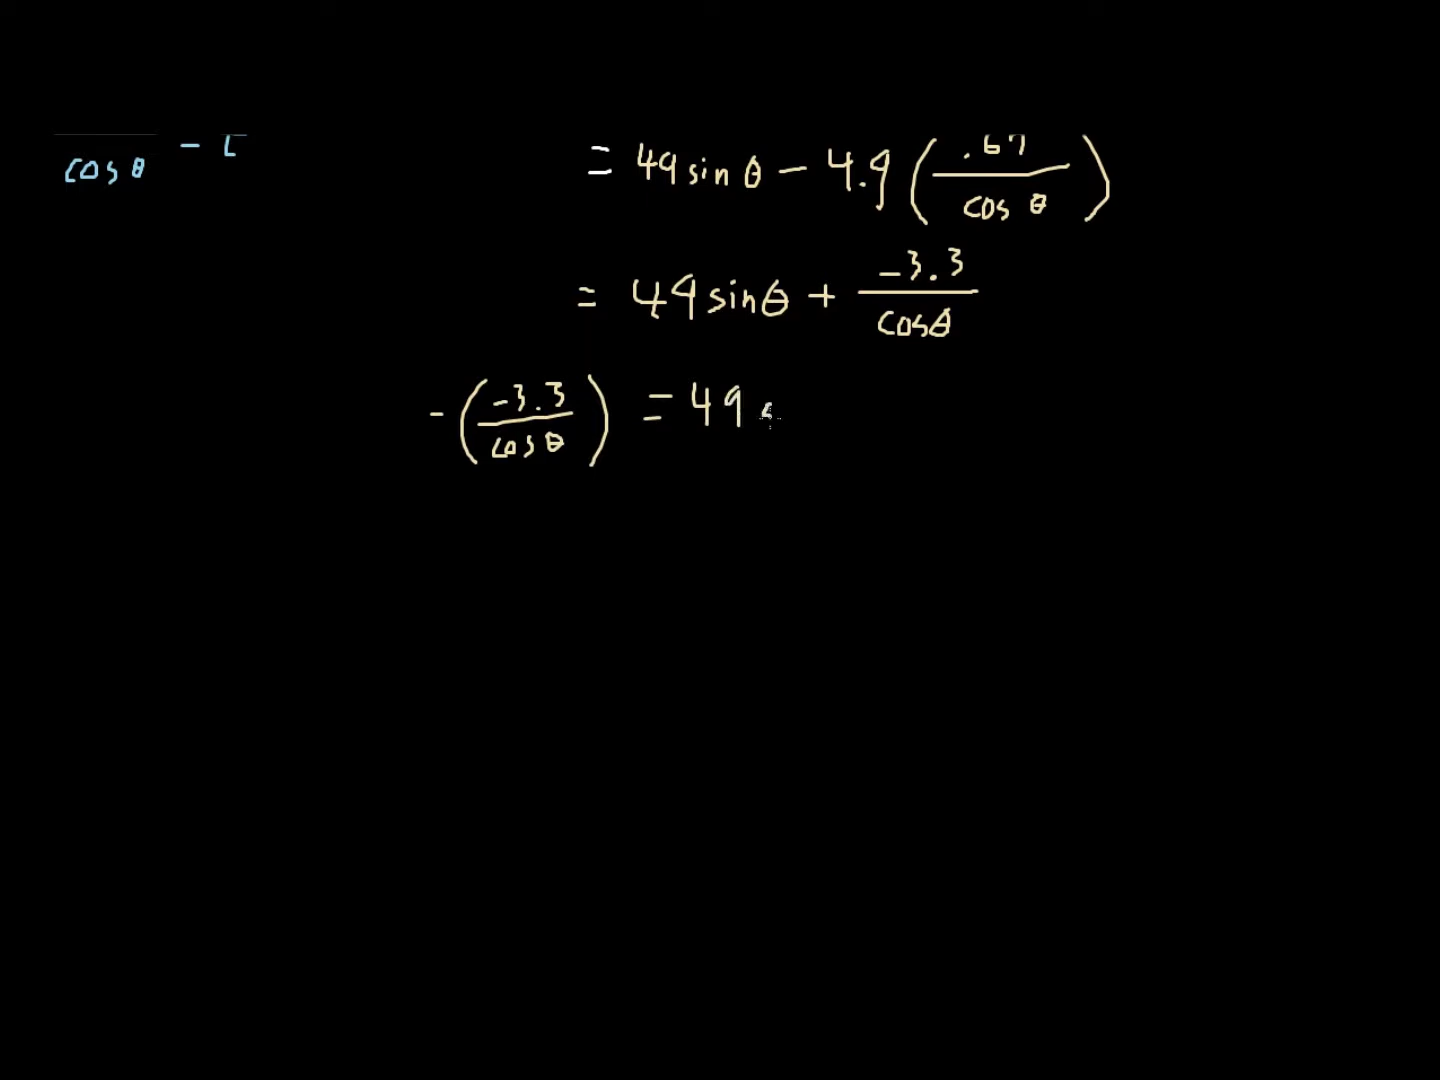 cos θ - t
= 49 sin θ - 4.9 ( .67 / cos θ )
= 49 sin θ + -3.3 / cos θ
- ( -3.3 / cos θ ) = 49